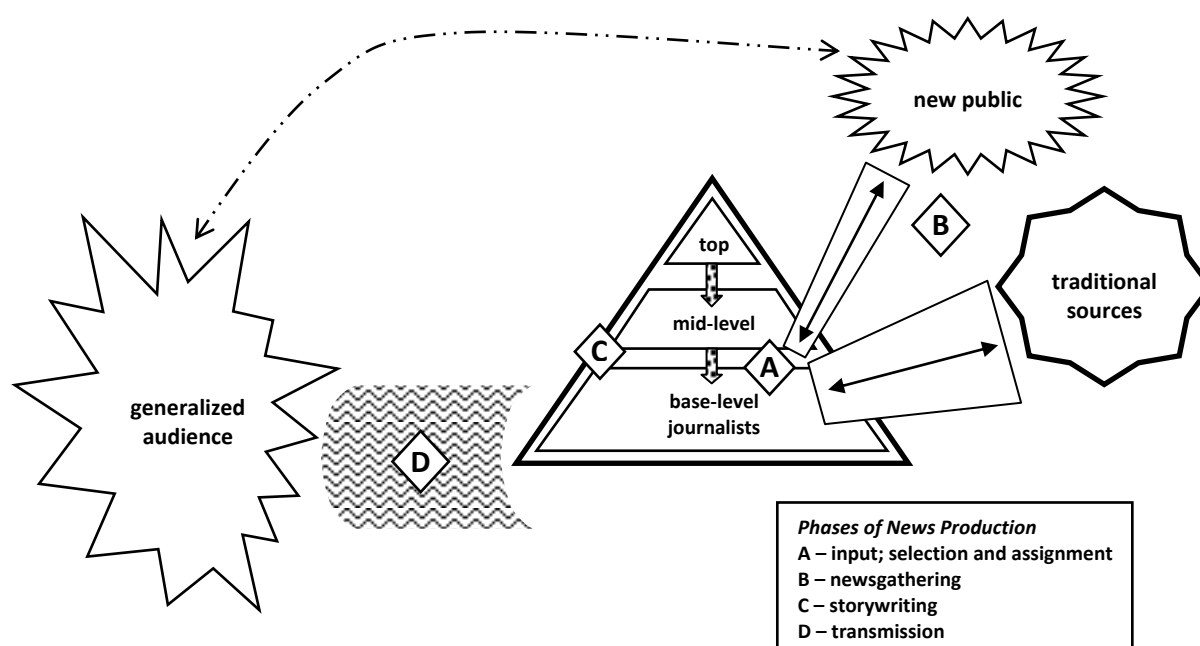 new public
B
traditional
sources
top
mid-level
C
A
base-level
journalists
generalized
audience
D
Phases of News Production
A – input; selection and assignment
B – newsgathering
C – storywriting
D – transmission